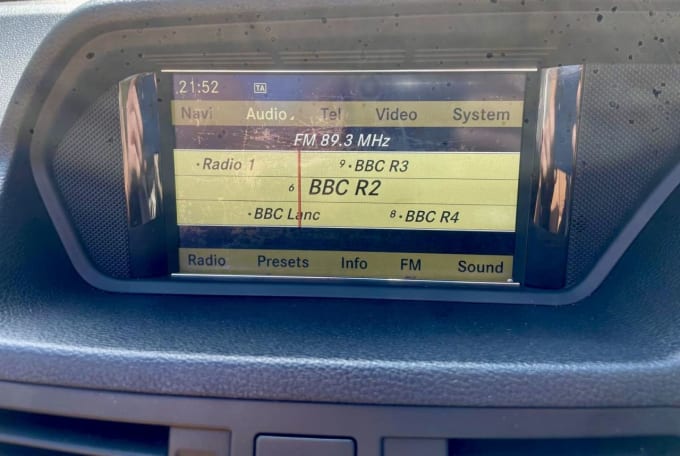 21:52 TA
Navi Audio Tel Video System
FM 89.3 MHz
•Radio 1 9•BBC R3
6 BBC R2
•BBC Lanc 8•BBC R4
Radio Presets Info FM Sound